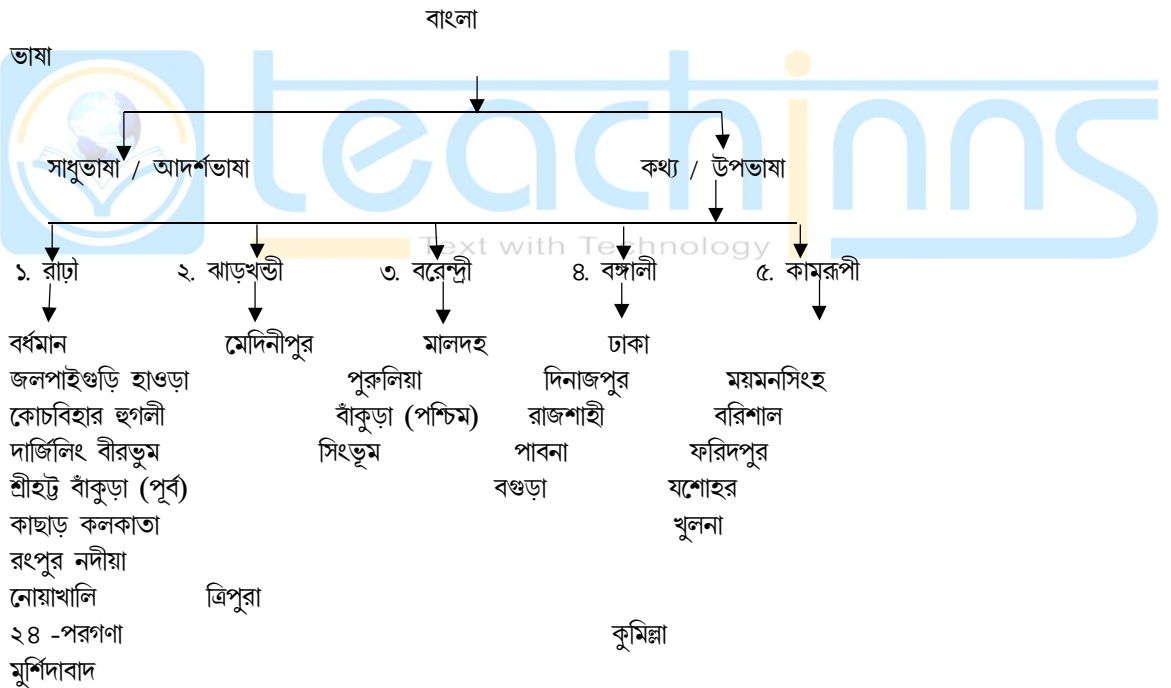 বাংলা
ভাষা
teachinns
সাধুভাষা / আদর্শভাষা কথ্য / উপভাষা
Text with Technology
১. রাঢ়ী ২. ঝাড়খন্ডী ৩. বরেন্দ্রী ৪. বঙ্গালী ৫. কামরূপী
বর্ধমান মেদিনীপুর মালদহ ঢাকা
জলপাইগুড়ি হাওড়া পুরুলিয়া দিনাজপুর ময়মনসিংহ
কোচবিহার হুগলী বাঁকুড়া (পশ্চিম) রাজশাহী বরিশাল
দার্জিলিং বীরভুম সিংভূম পাবনা ফরিদপুর
শ্রীহট্ট বাঁকুড়া (পূর্ব) বগুড়া যশোহর
কাছাড় কলকাতা খুলনা
রংপুর নদীয়া
নোয়াখালি ত্রিপুরা
২৪ -পরগণা কুমিল্লা
মুর্শিদাবাদ